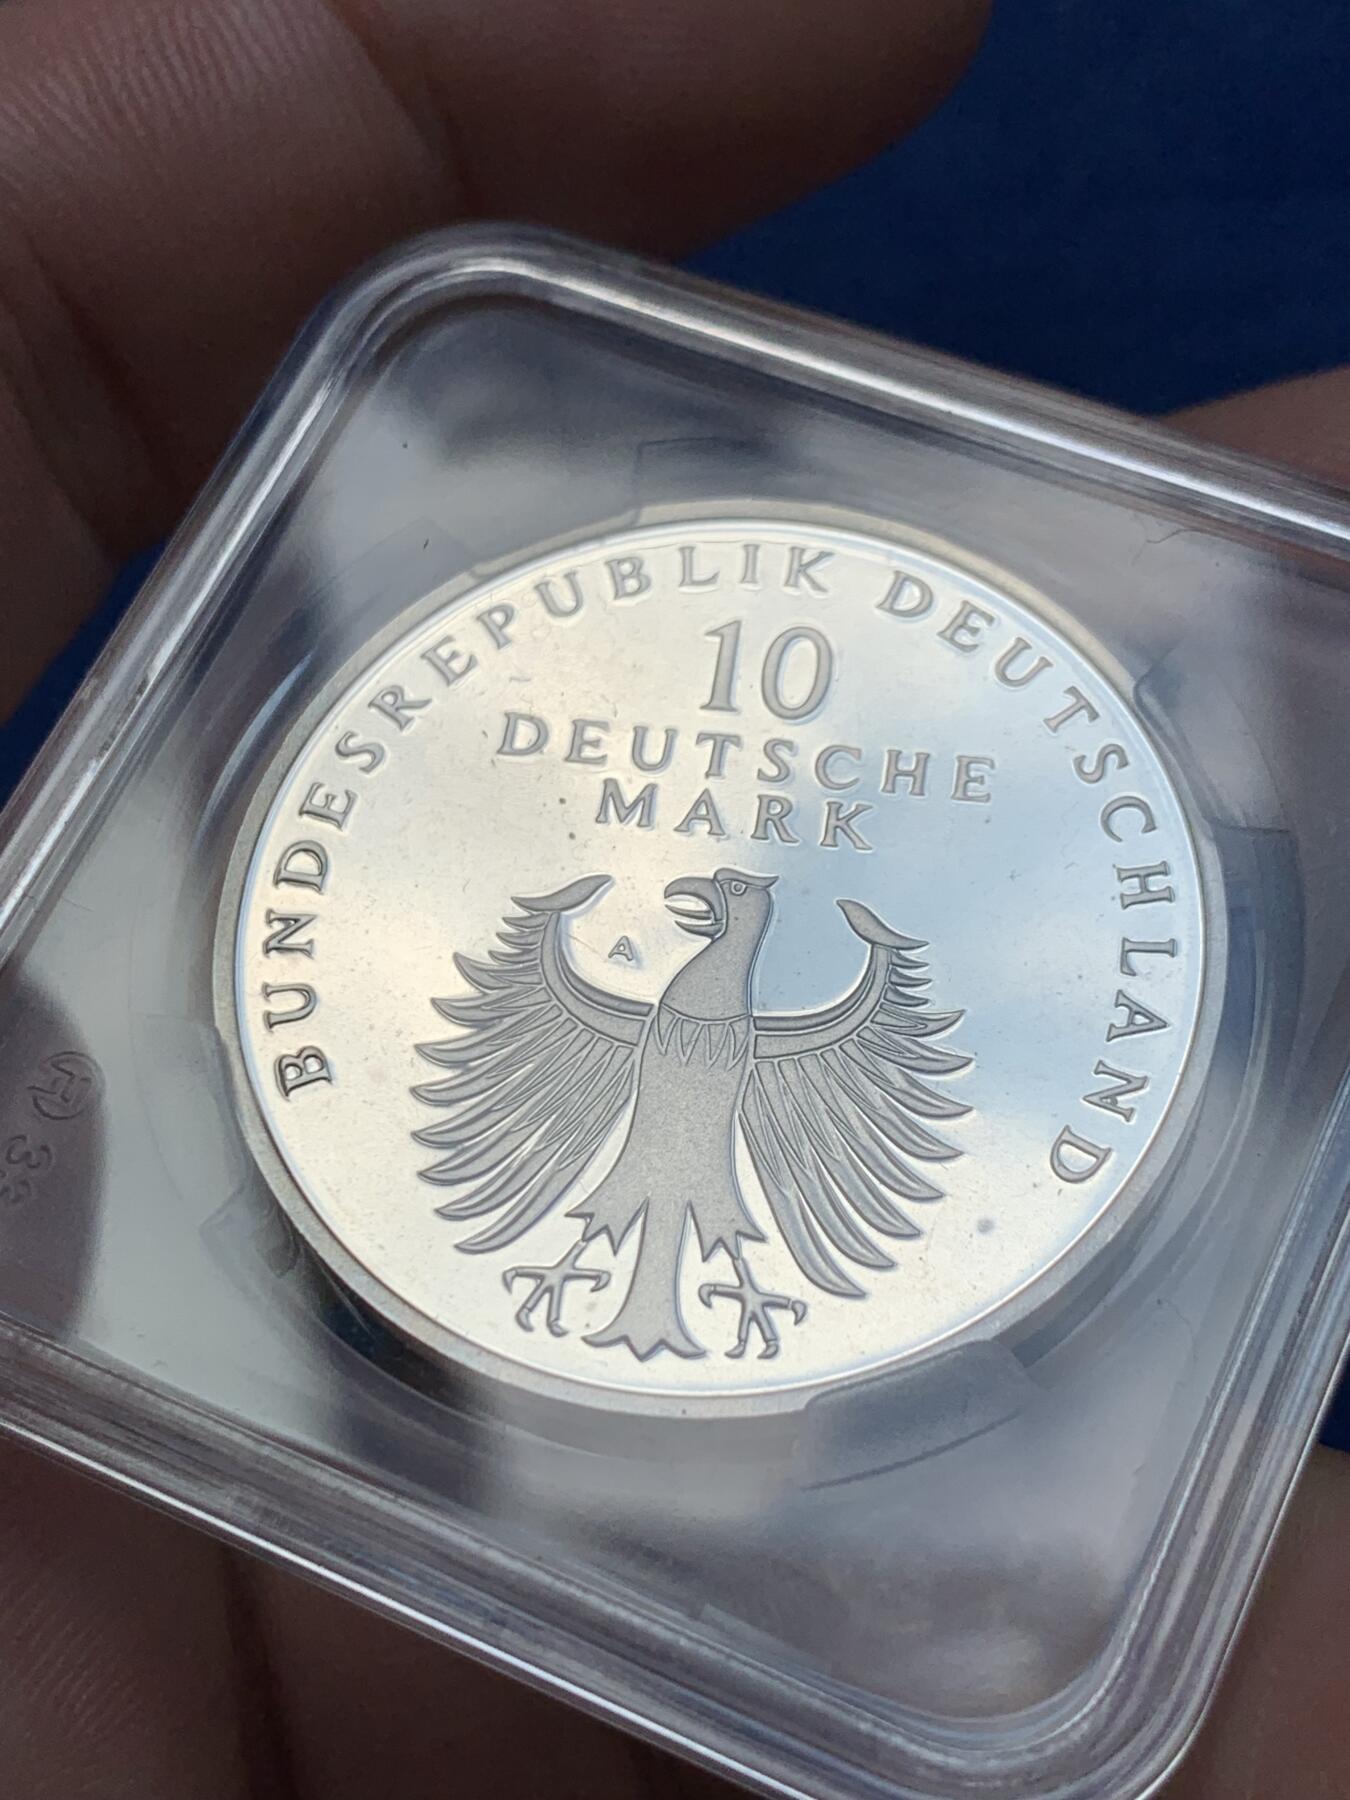 BUNDESREPUBLIK DEUTSCHLAND
10
DEUTSCHE
MARK
A